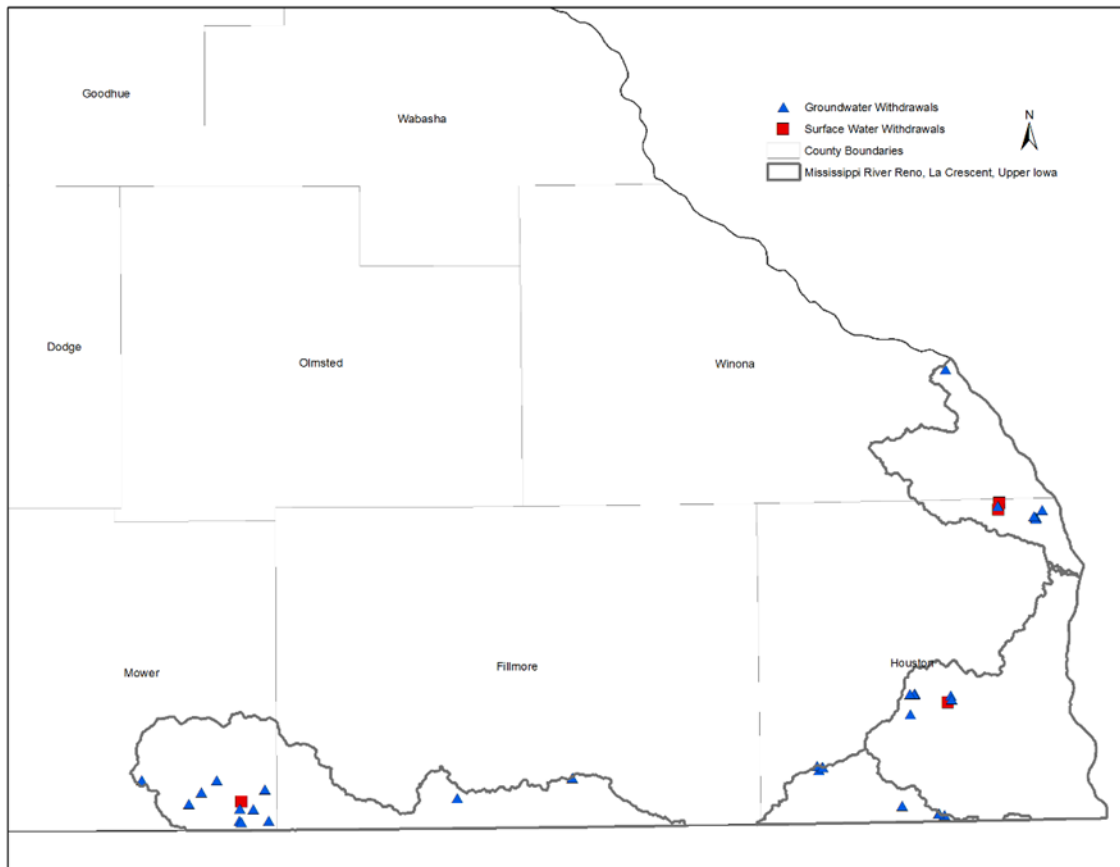 Goodhue
Wabasha
Groundwater Withdrawals
Surface Water Withdrawals
County Boundaries
Mississippi River Reno, La Crescent, Upper Iowa
N
Dodge
Olmsted
Winona
Mower
Fillmore
Houston